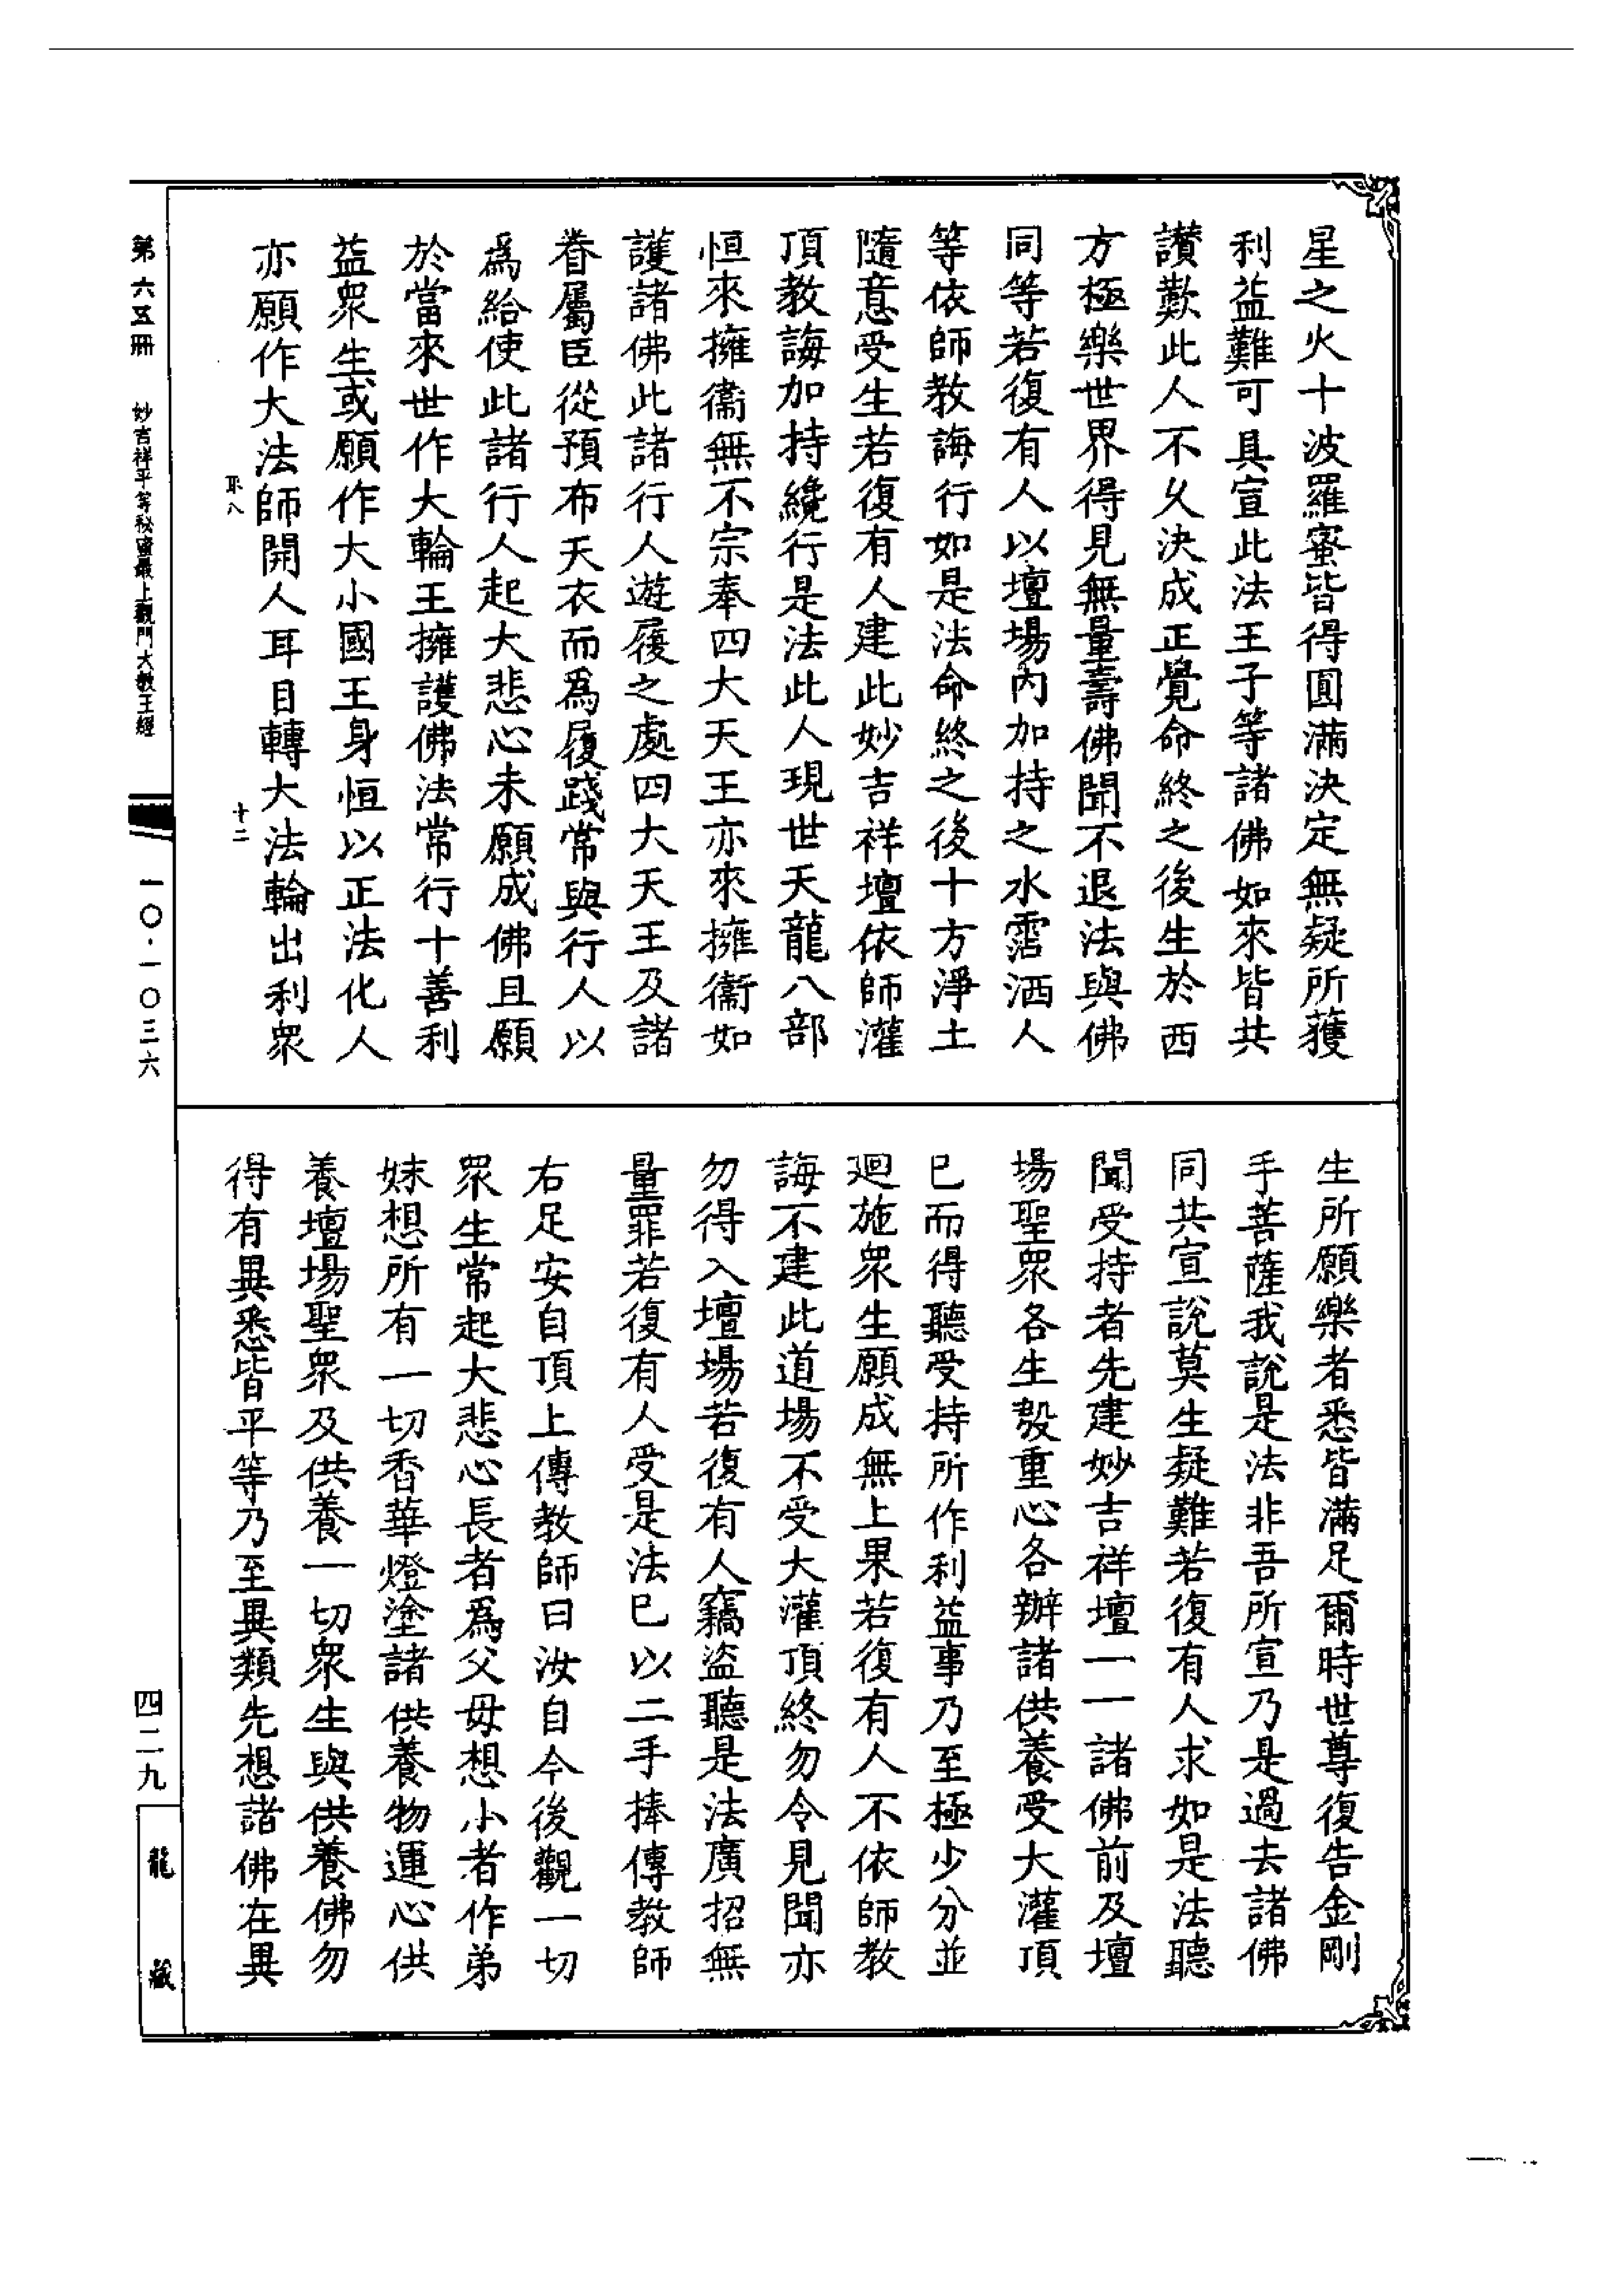 星之火十波羅蜜皆得圓滿決定無疑所獲
利益難可具宣此法王子等諸佛如來皆共
讃歎此人不乆決成正覺命終之後生於西
方極樂世界得見無量壽佛聞不退法與佛
同等若復有人以壇場內加持之水霑洒人
等依師教誨行如是法命終之後十方淨土
隨意受生若復有人建此妙吉祥壇依師灌
頂教誨加持纔行是法此人現世天龍八部
恒來擁衞無不宗奉四大天王亦來擁衞如
護諸佛此諸行人遊履之處四大天王及諸
眷屬臣從預布天衣而爲履踐常與行人以
爲給使此諸行人起大悲心未願成佛且願
於當來世作大輪王擁護佛法常行十善利
益眾生或願作大小國王身恒以正法化人
亦願作大法師開人耳目轉大法輪出利眾
取八
十二
生所願樂者悉皆滿足爾時世尊復告金剛
手菩薩我說是法非吾所宣乃是過去諸佛
同共宣說莫生疑難若復有人求如是法聽
聞受持者先建妙吉祥壇一一諸佛前及壇
場聖眾各生慇重心各辦諸供養受大灌頂
已而得聽受持所作利益事乃至極少分並
迴施眾生願成無上果若復有人不依師教
誨不建此道場不受大灌頂終勿令見聞亦
勿得入壇場若復有人竊盜聽是法廣招無
量罪若復有人受是法巳以二手捧傳教師
右足安自頂上傳教師曰汝自今後觀一切
眾生常起大悲心長者爲父母想小者作弟
妹想所有一切香華燈塗諸供養物運心供
養壇場聖眾及供養一切眾生與供養佛勿
得有異悉皆平等乃至異類先想諸佛在異
第六五冊
妙吉祥平等秘密最上觀門大教王經
一〇·一〇三六
四二九
龍藏